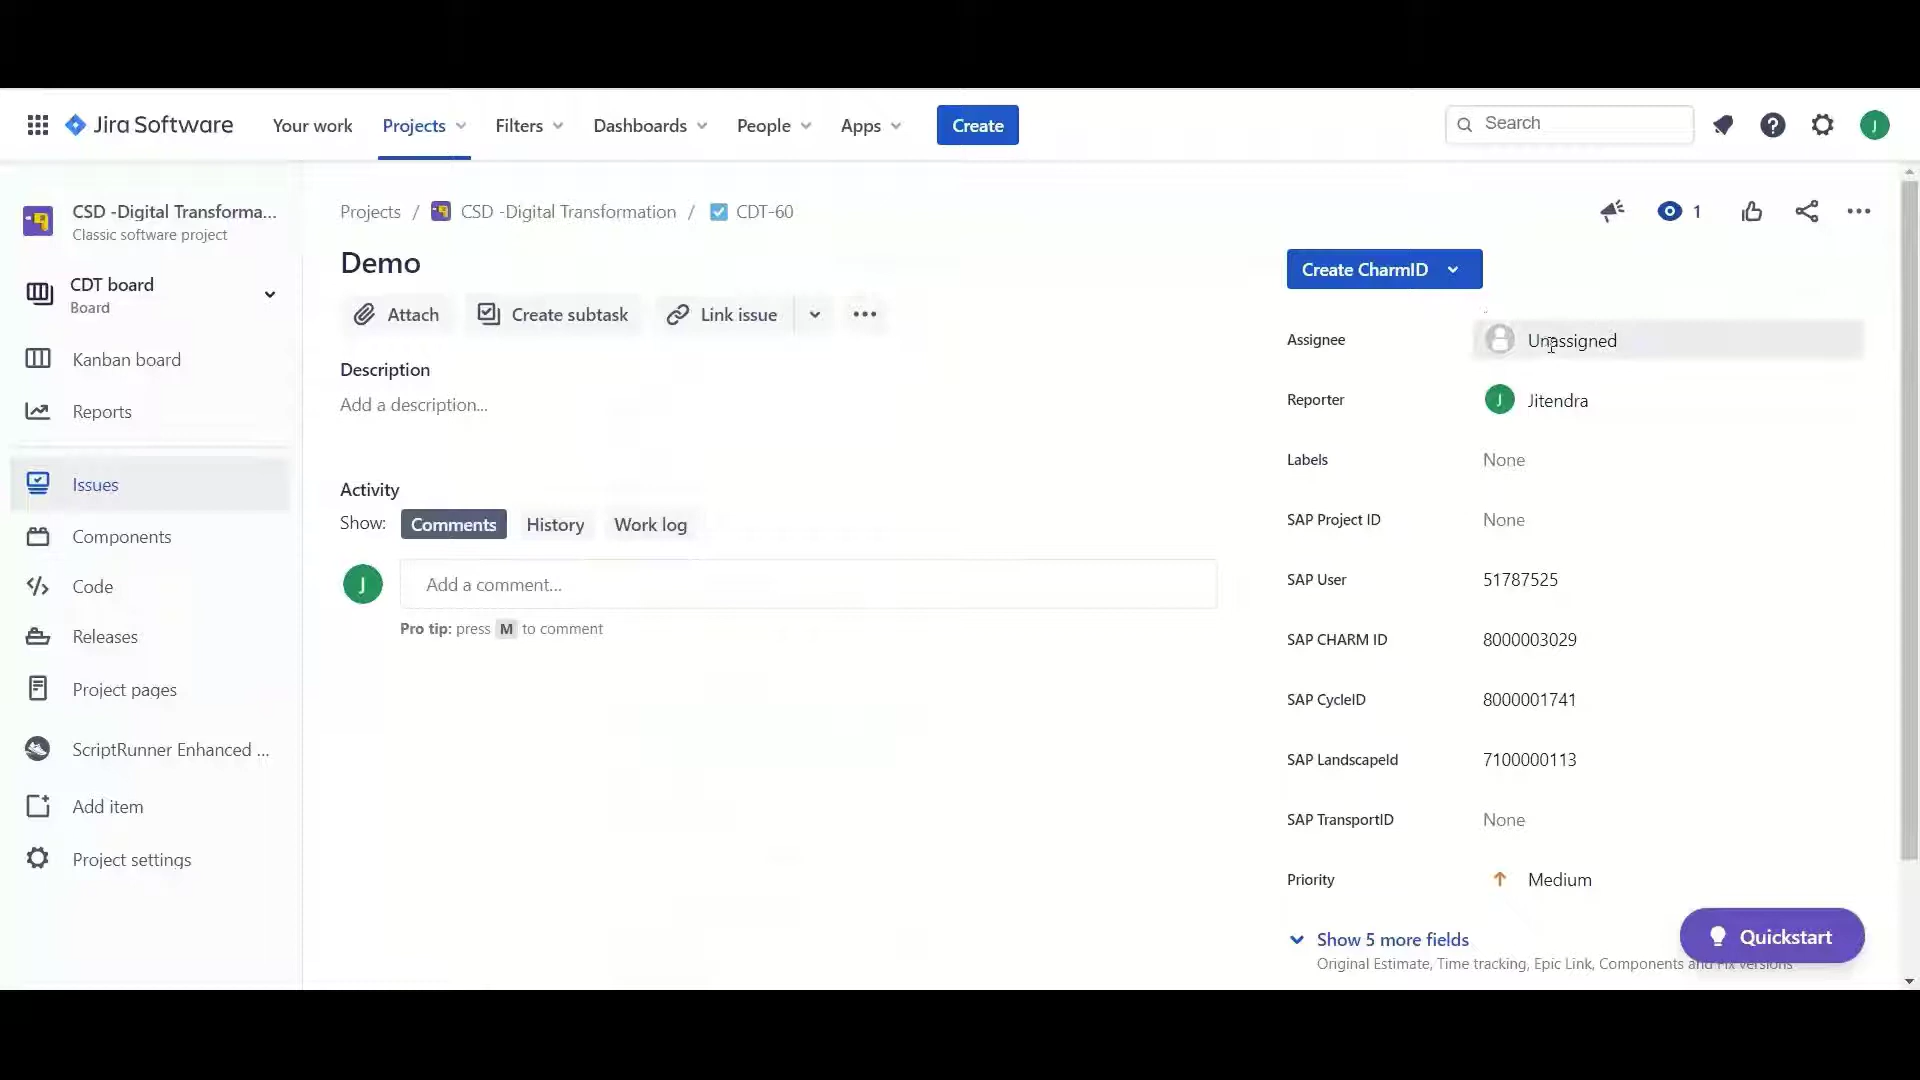 Jira Software
Your work
Projects
Filters
Dashboards
People
Apps
Create
Search
J
CSD -Digital Transforma...
Classic software project
CDT board
Board
Kanban board
Reports
Issues
Components
Code
Releases
Project pages
ScriptRunner Enhanced ...
Add item
Project settings
Projects / CSD -Digital Transformation / CDT-60
1
Demo
Attach
Create subtask
Link issue
Description
Add a description...
Activity
Show: Comments History Work log
J
Add a comment...
Pro tip: press M to comment
Create CharmID
Assignee Unassigned
Reporter J Jitendra
Labels None
SAP Project ID None
SAP User 51787525
SAP CHARM ID 8000003029
SAP CycleID 8000001741
SAP LandscapeId 7100000113
SAP TransportID None
Priority Medium
Show 5 more fields
Original Estimate, Time tracking, Epic Link, Components and Fix versions
Quickstart